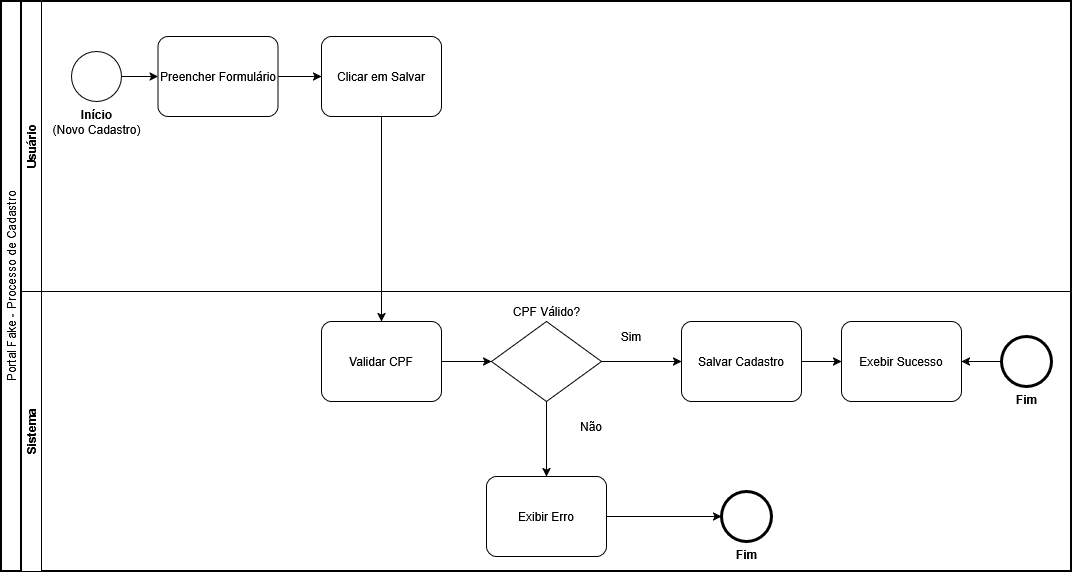 Portal Fake - Processo de Cadastro
Usuário
Início
(Novo Cadastro)
Preencher Formulário
Clicar em Salvar
Sistema
Validar CPF
CPF Válido?
Sim
Salvar Cadastro
Exebir Sucesso
Fim
Não
Exibir Erro
Fim